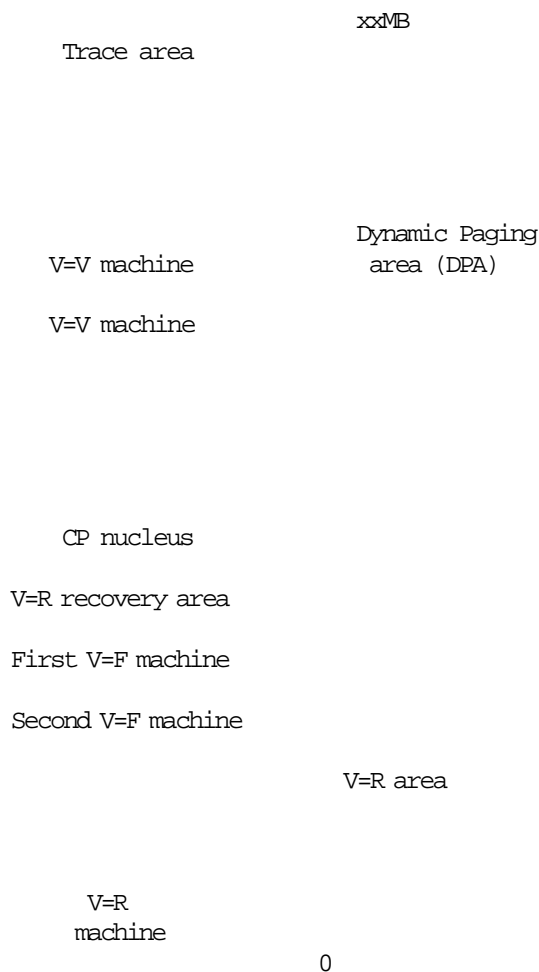 xxMB
Trace area
Dynamic Paging
V=V machine area (DPA)
V=V machine
CP nucleus
V=R recovery area
First V=F machine
Second V=F machine
V=R area
V=R
machine
0